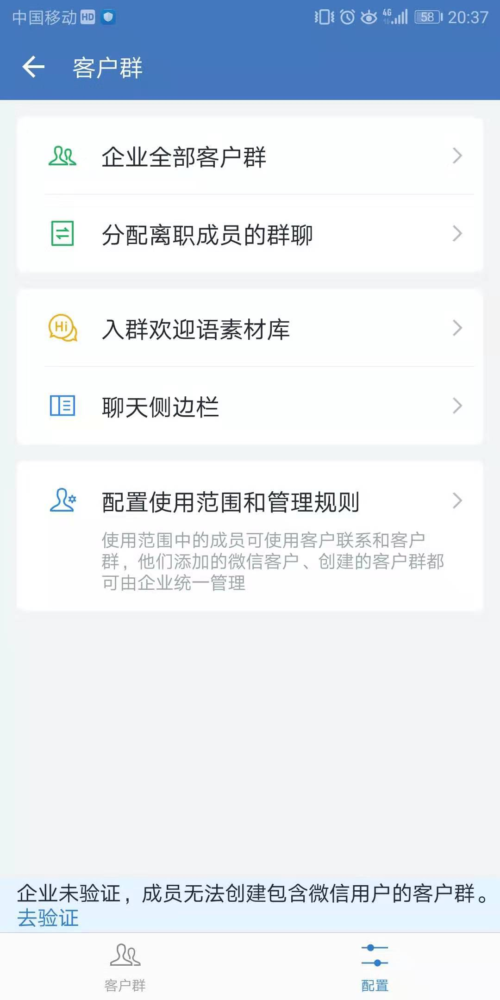 中国移动 HD 4G 58 20:37
客户群
企业全部客户群
分配离职成员的群聊
Hi 入群欢迎语素材库
聊天侧边栏
配置使用范围和管理规则
使用范围中的成员可使用客户联系和客户
群，他们添加的微信客户、创建的客户群都
可由企业统一管理
企业未验证，成员无法创建包含微信用户的客户群。
去验证
客户群 配置